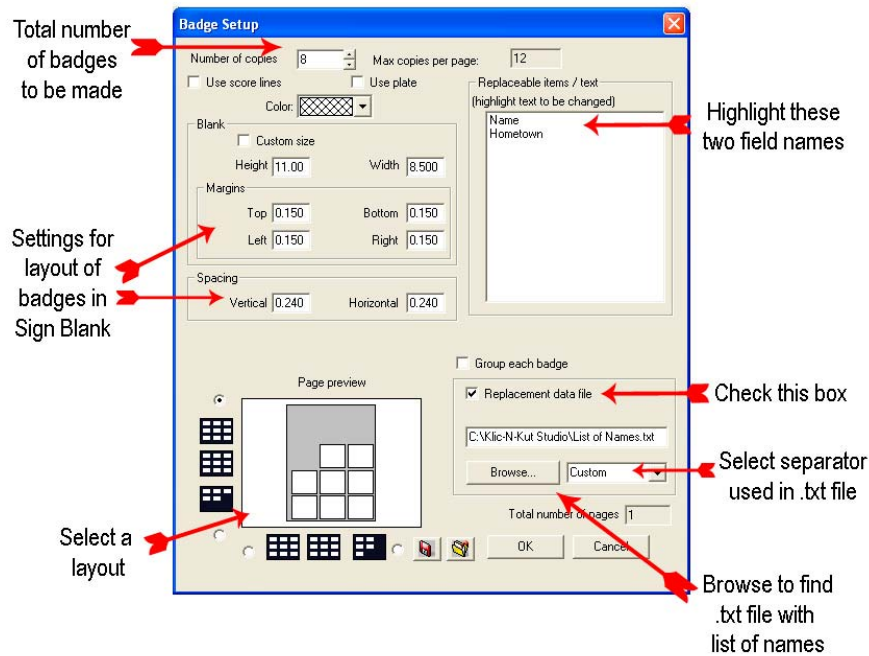 Badge Setup
Total number
of badges
to be made
Number of copies 8 Max copies per page: 12
Use score lines Use plate
Color:
Replaceable items / text
(highlight text to be changed)
Name
Hometown
Highlight these
two field names
Blank
Custom size
Height 11.00 Width 8.500
Margins
Top 0.150 Bottom 0.150
Left 0.150 Right 0.150
Settings for
layout of
badges in
Sign Blank
Spacing
Vertical 0.240 Horizontal 0.240
Group each badge
Page preview
Replacement data file
Check this box
C:\Klic-N-Kut Studio\List of Names.txt
Browse... Custom
Select separator
used in .txt file
Total number of pages 1
Select a
layout
OK Cancel
Browse to find
.txt file with
list of names